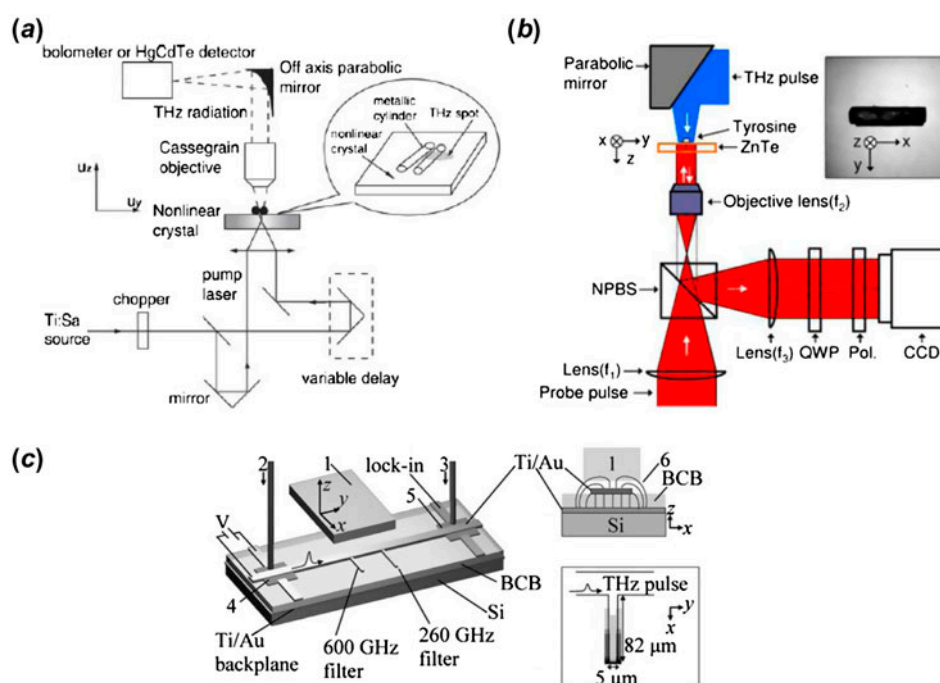 (a)
bolometer or HgCdTe detector
Off axis parabolic
mirror
THz radiation
metallic
cylinder
THz spot
nonlinear
crystal
Cassegrain
objective
uz
uy
Nonlinear
crystal
pump
laser
chopper
Ti:Sa
source
variable delay
mirror
(b)
Parabolic
mirror
THz pulse
Tyrosine
ZnTe
x
y
z
z
x
y
Objective lens(f2)
NPBS
Lens(f3) QWP Pol. CCD
Lens(f1)
Probe pulse
(c)
2
1
3
lock-in
Ti/Au
z
y
x
5
V
4
BCB
Si
Ti/Au
backplane
600 GHz
filter
260 GHz
filter
1
6
BCB
Si
z
x
THz pulse
y
x
82 μm
5 μm